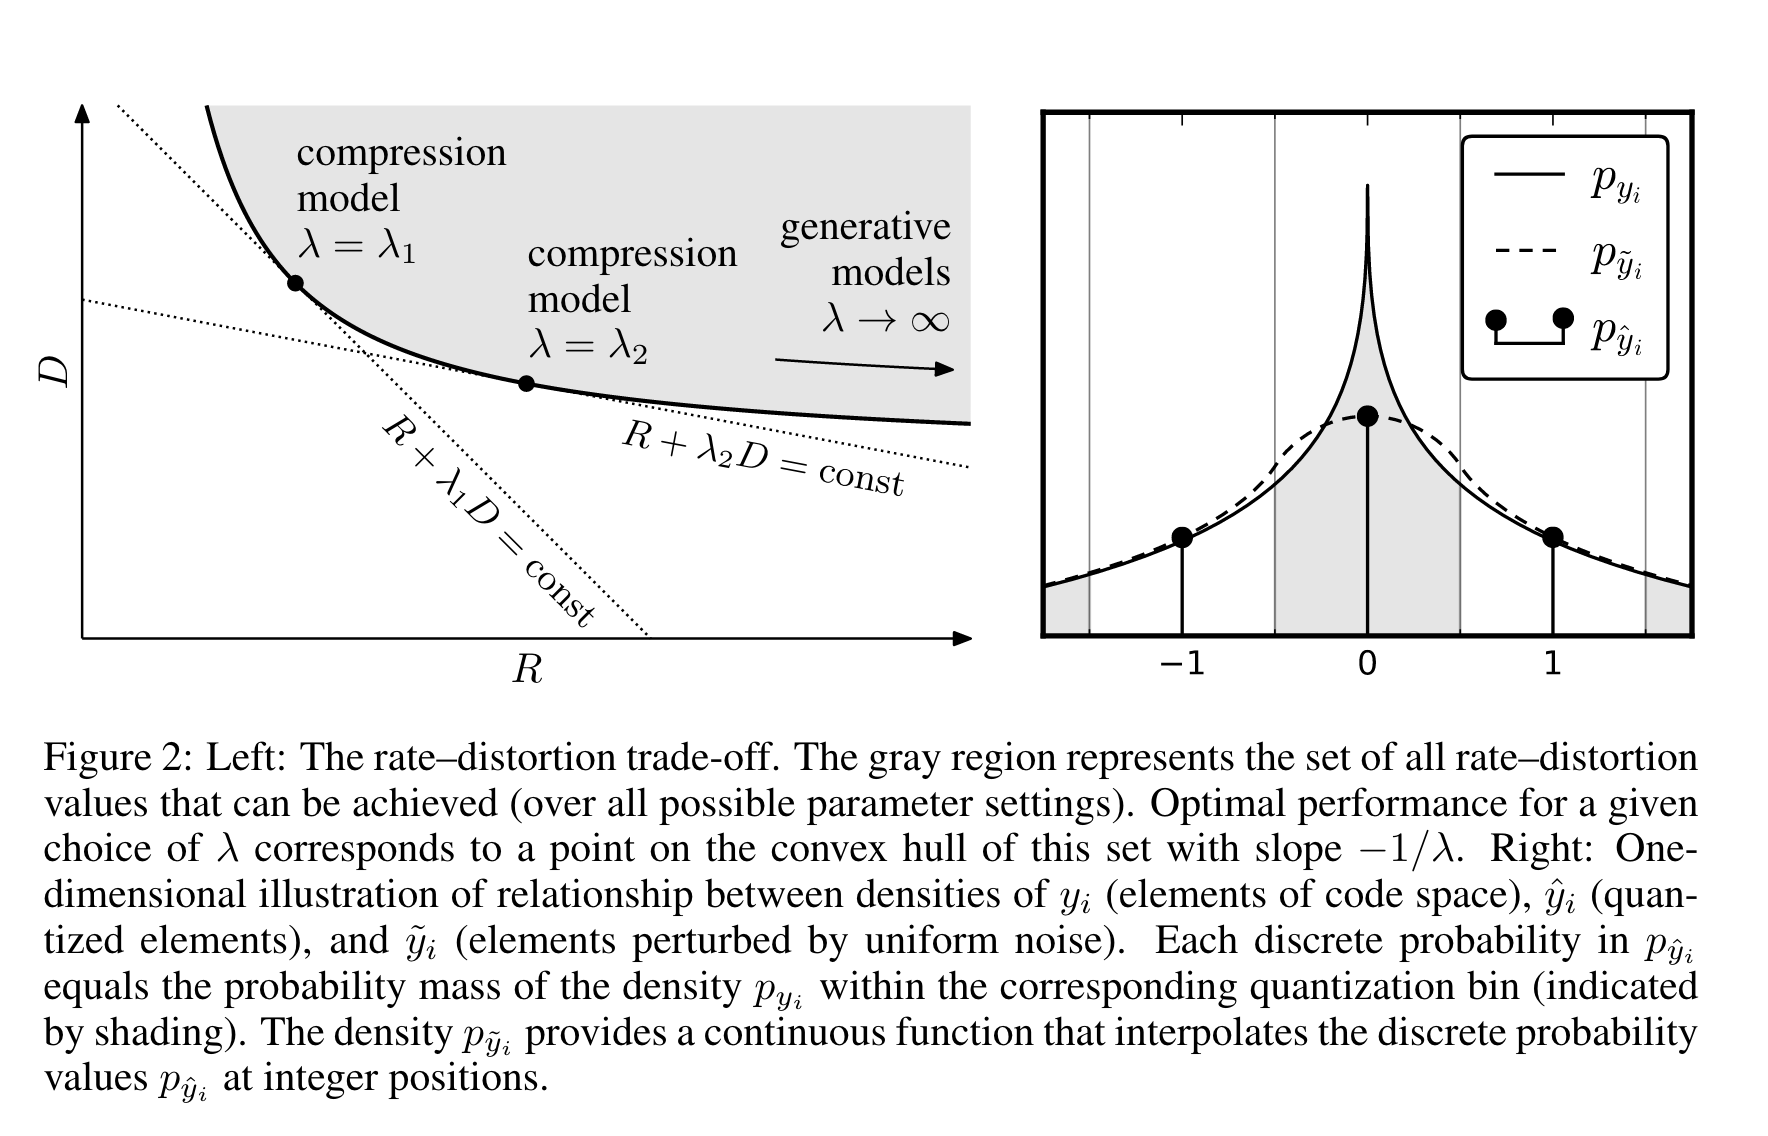 compression
model
λ = λ₁
compression
model
λ = λ₂
generative
models
λ → ∞
D
R + λ₁D = const
R + λ₂D = const
R
p_{y_i}
p_{ỹ_i}
p_{ŷ_i}
−1 0 1
Figure 2: Left: The rate–distortion trade-off. The gray region represents the set of all rate–distortion
values that can be achieved (over all possible parameter settings). Optimal performance for a given
choice of λ corresponds to a point on the convex hull of this set with slope −1/λ. Right: One-
dimensional illustration of relationship between densities of y_i (elements of code space), ŷ_i (quan-
tized elements), and ỹ_i (elements perturbed by uniform noise). Each discrete probability in p_{ŷ_i}
equals the probability mass of the density p_{y_i} within the corresponding quantization bin (indicated
by shading). The density p_{ỹ_i} provides a continuous function that interpolates the discrete probability
values p_{ŷ_i} at integer positions.